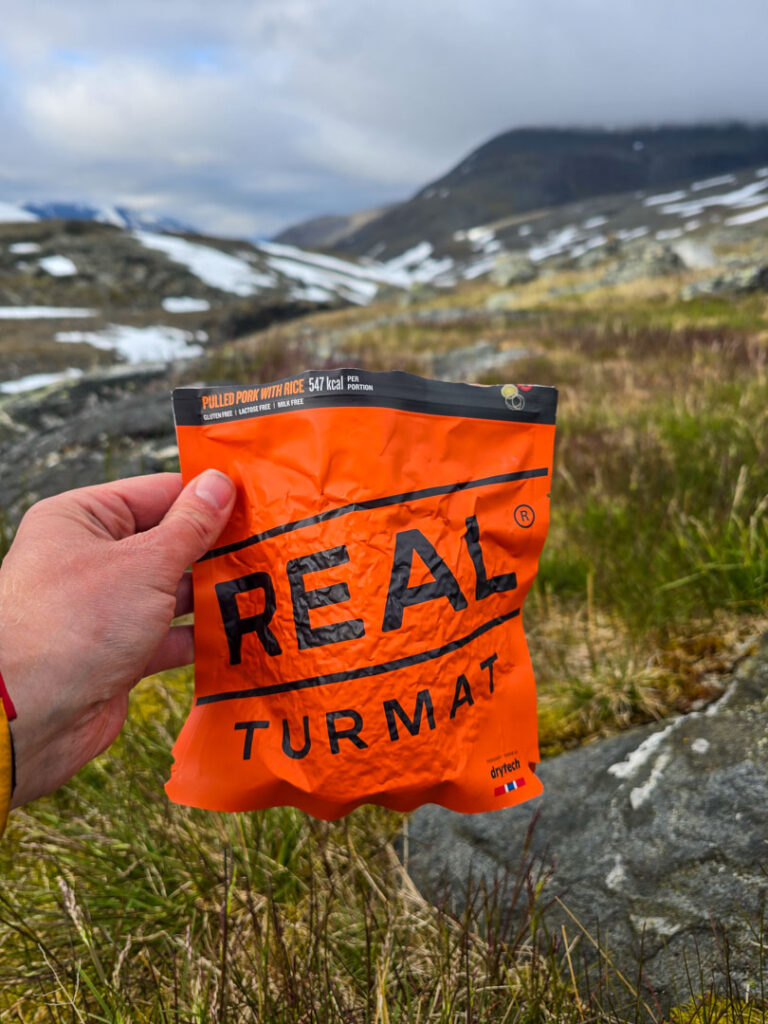 PULLED PORK WITH RICE 547 kcal PER PORTION
GLUTEN FREE | LACTOSE FREE | MILK FREE
REAL®
TURMAT
drytech